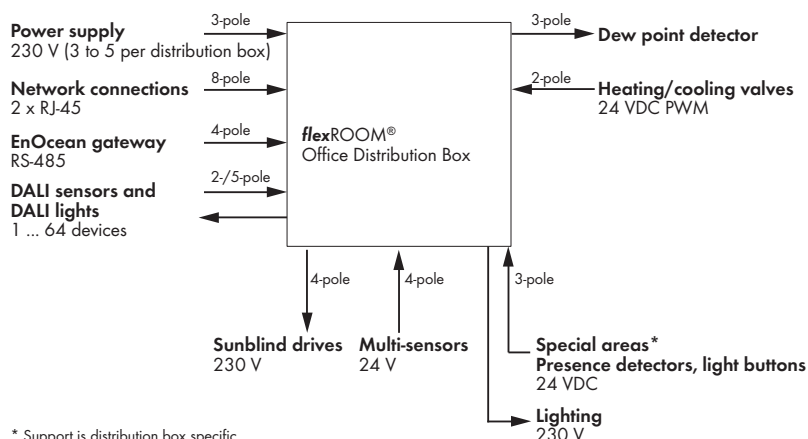 3-pole
Power supply
230 V (3 to 5 per distribution box)
8-pole
Network connections
2 x RJ-45
4-pole
EnOcean gateway
RS-485
2-/5-pole
DALI sensors and
DALI lights
1 ... 64 devices
flexROOM®
Office Distribution Box
3-pole
Dew point detector
2-pole
Heating/cooling valves
24 VDC PWM
4-pole
4-pole
3-pole
Sunblind drives
230 V
Multi-sensors
24 V
Special areas*
Presence detectors, light buttons
24 VDC
Lighting
230 V
* Support is distribution box specific